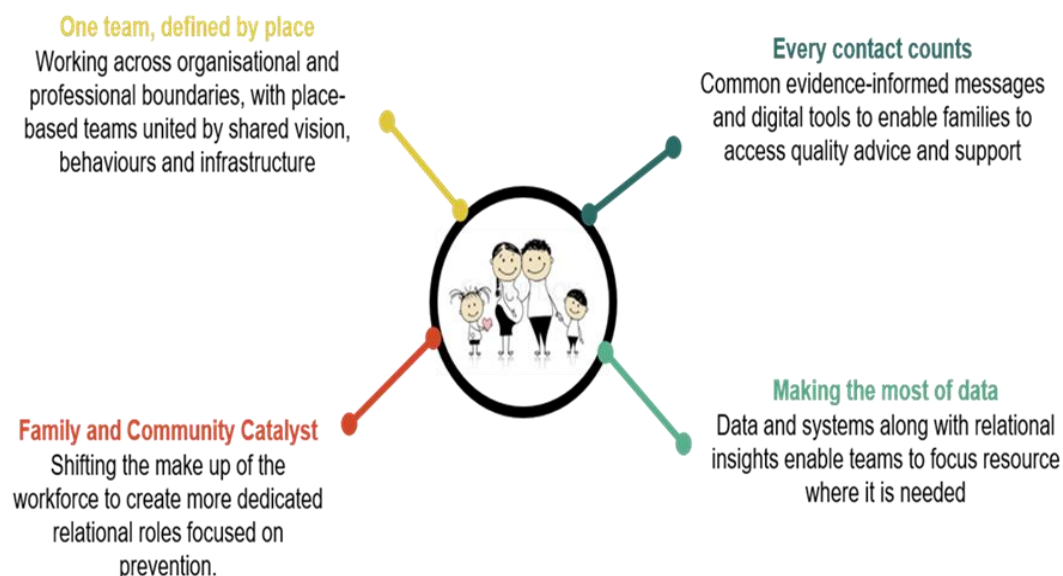 One team, defined by place
Working across organisational and
professional boundaries, with place-
based teams united by shared vision,
behaviours and infrastructure
Every contact counts
Common evidence-informed messages
and digital tools to enable families to
access quality advice and support
Family and Community Catalyst
Shifting the make up of the
workforce to create more dedicated
relational roles focused on
prevention.
Making the most of data
Data and systems along with relational
insights enable teams to focus resource
where it is needed